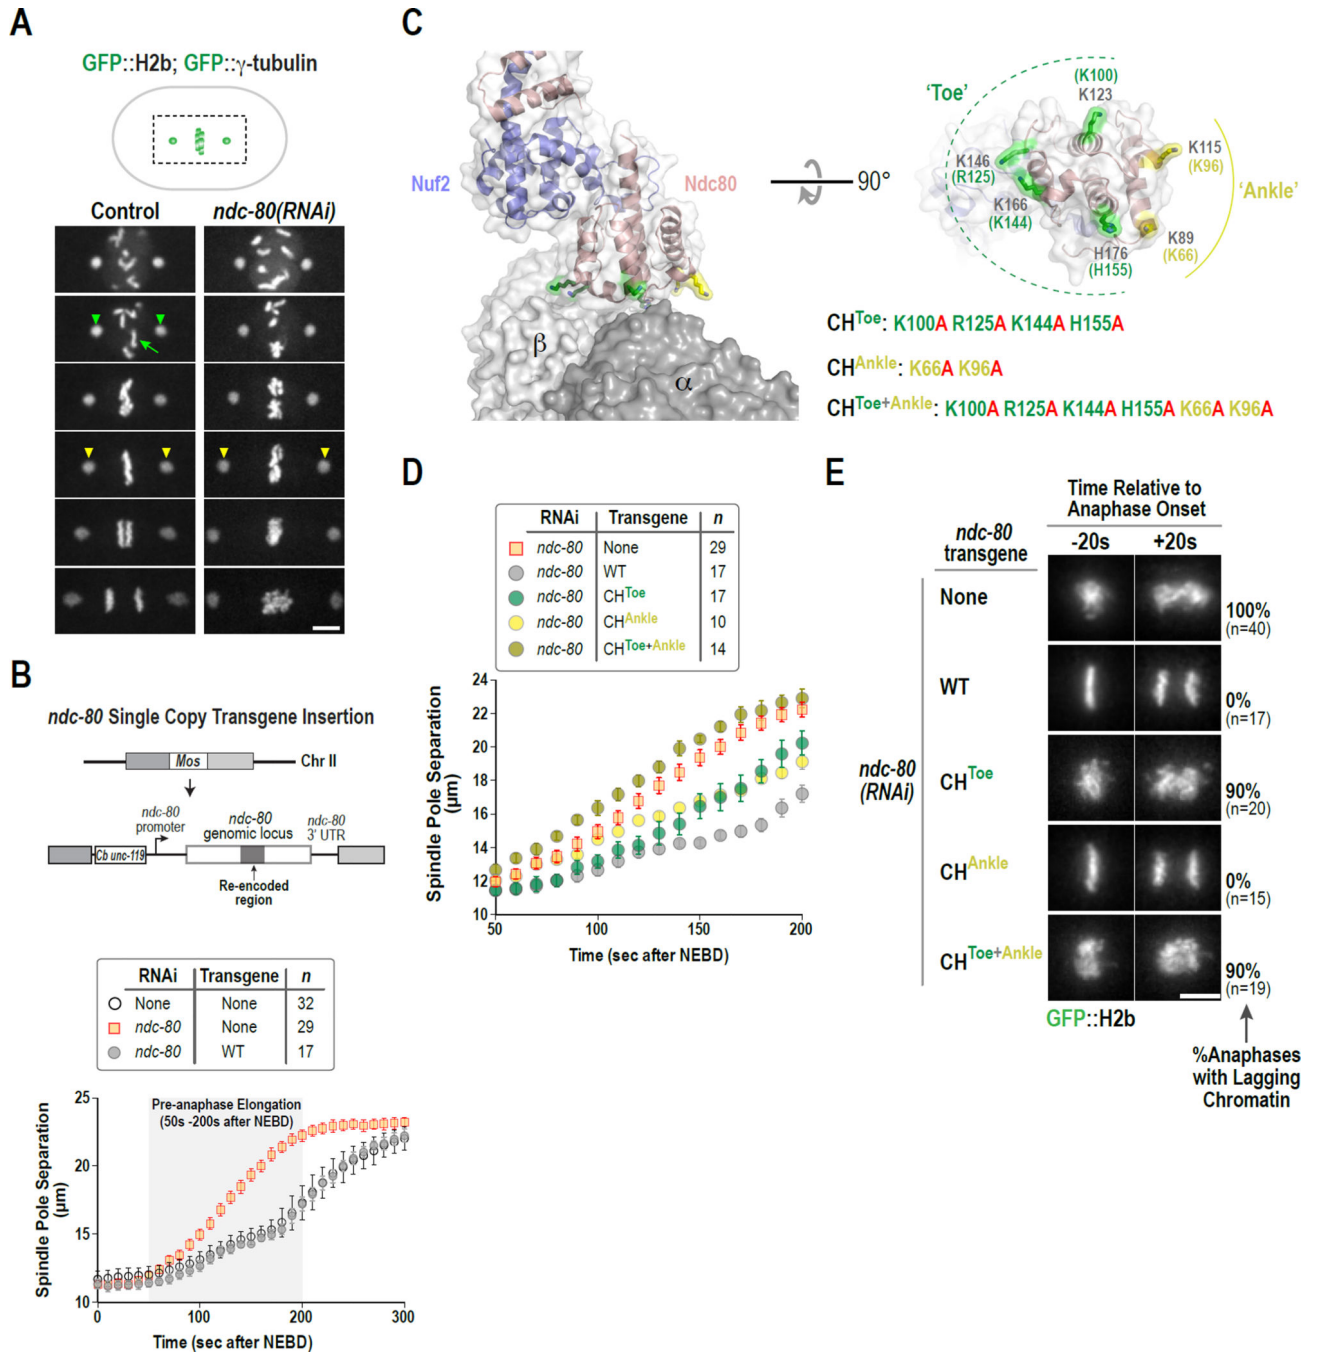 A
GFP::H2b; GFP::γ-tubulin
Control
ndc-80(RNAi)
B
ndc-80 Single Copy Transgene Insertion
Mos
Chr II
ndc-80
promoter
ndc-80
genomic locus
ndc-80
3' UTR
Cb unc-119
Re-encoded
region
RNAi Transgene n
None None 32
ndc-80 None 29
ndc-80 WT 17
Pre-anaphase Elongation
(50s -200s after NEBD)
Spindle Pole Separation
(μm)
25
20
15
10
0 100 200 300
Time (sec after NEBD)
C
Nuf2
Ndc80
β
α
90°
'Toe'
(K100)
K123
K146
(R125)
K166
(K144)
H176
(H155)
K115
(K96)
K89
(K66)
'Ankle'
CHToe: K100A R125A K144A H155A
CHAnkle: K66A K96A
CHToe+Ankle: K100A R125A K144A H155A K66A K96A
D
RNAi Transgene n
ndc-80 None 29
ndc-80 WT 17
ndc-80 CHToe 17
ndc-80 CHAnkle 10
ndc-80 CHToe+Ankle 14
Spindle Pole Separation
(μm)
24
22
20
18
16
14
12
10
50 100 150 200
Time (sec after NEBD)
E
Time Relative to
Anaphase Onset
ndc-80
transgene
-20s +20s
ndc-80
(RNAi)
None
100%
(n=40)
WT
0%
(n=17)
CHToe
90%
(n=20)
CHAnkle
0%
(n=15)
CHToe+Ankle
90%
(n=19)
GFP::H2b
%Anaphases
with Lagging
Chromatin